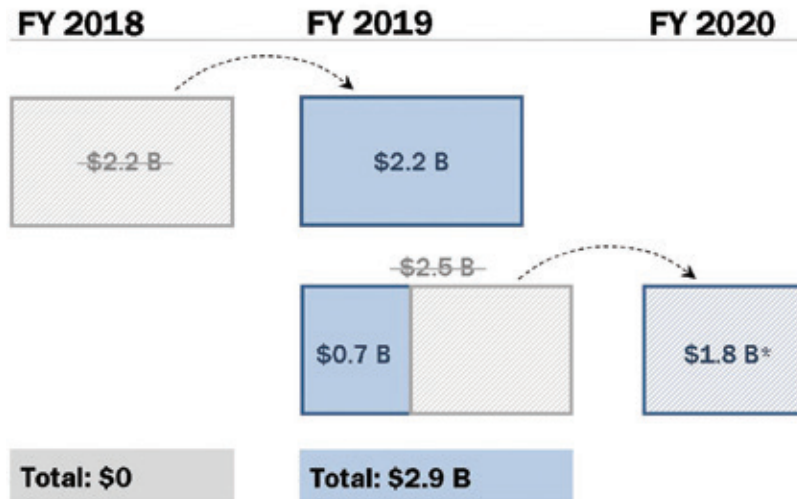 FY 2018 FY 2019 FY 2020
$2.2 B $2.2 B
$2.5 B
$0.7 B $1.8 B*
Total: $0 Total: $2.9 B